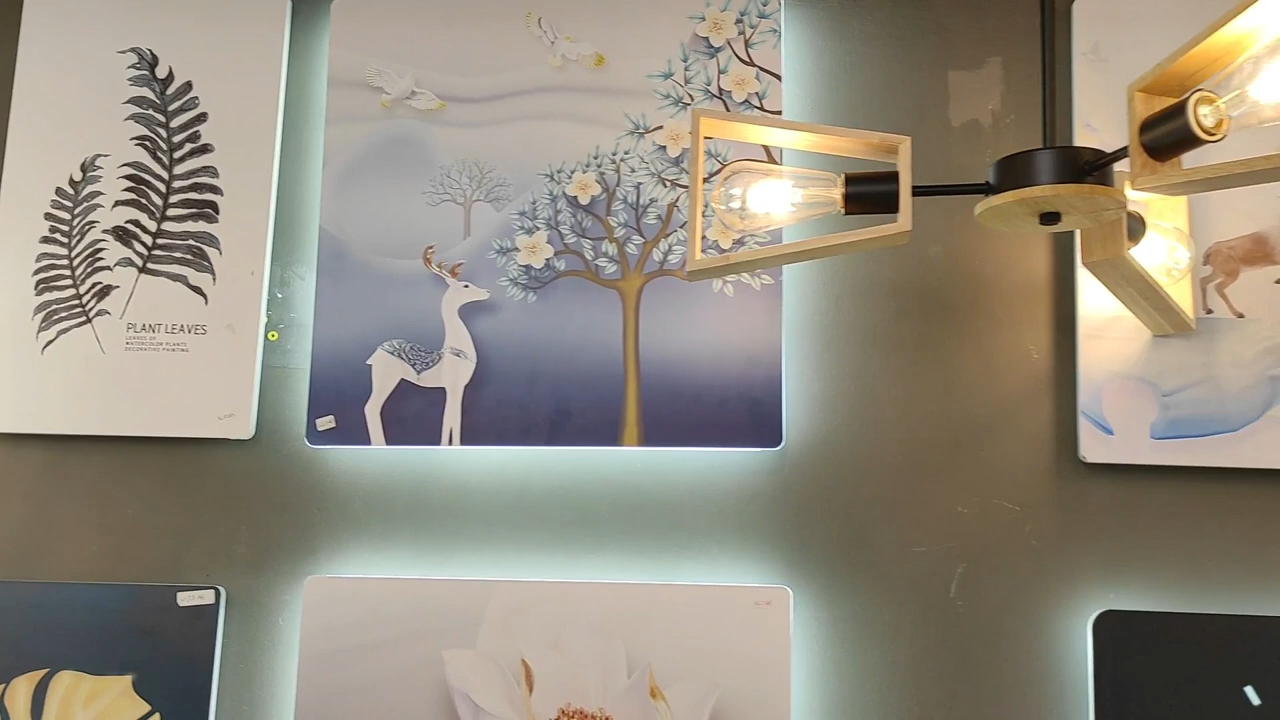 PLANT LEAVES
LEAVES OF
WATERCOLOR PLANTS
DECORATIVE PAINTING